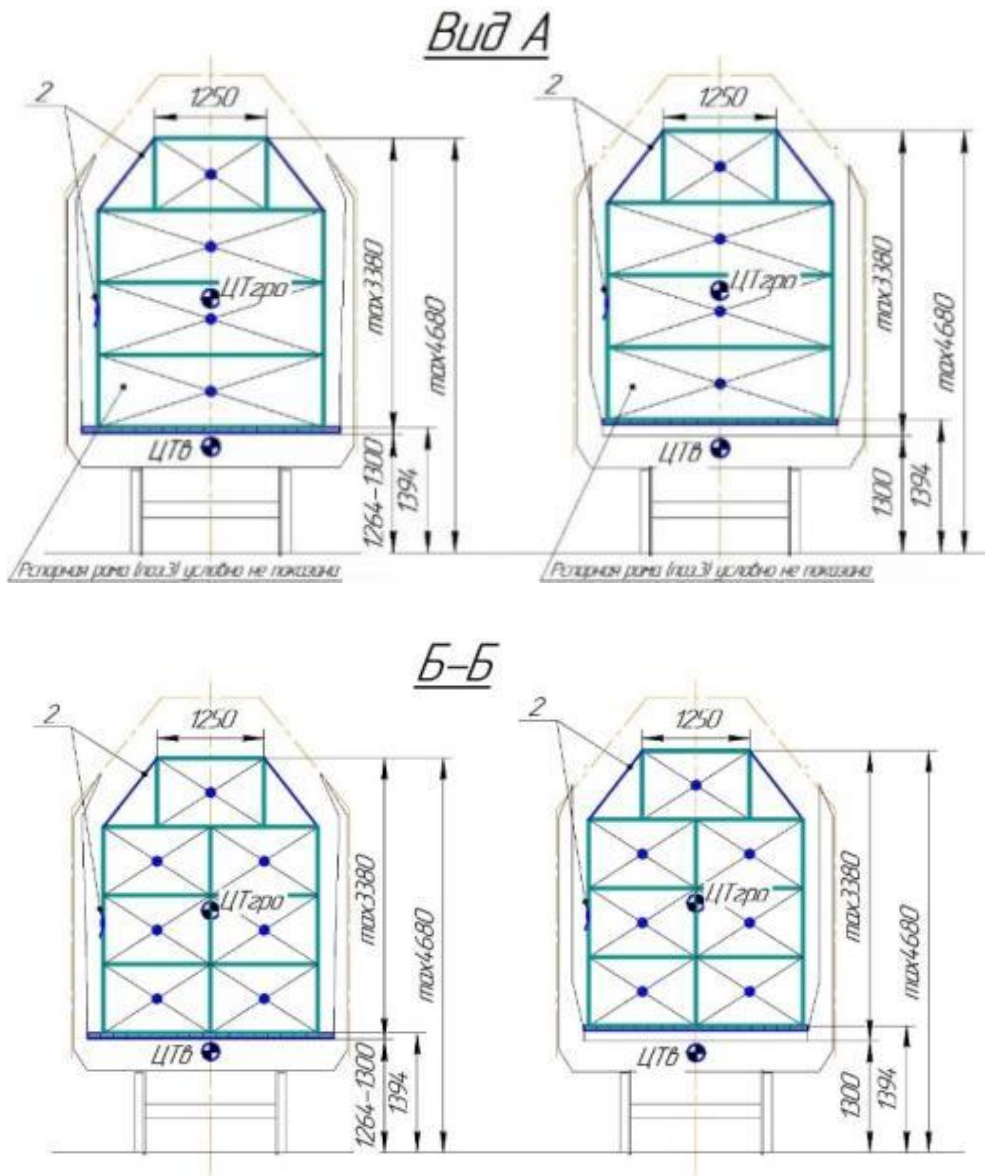 Вид А
2
1250
ЦТгро
max3380
max4680
ЦТв
1264-1300
1394
Распорная рама (поз.3) условно не показана
2
1250
ЦТгро
max3380
max4680
ЦТв
1300
1394
Распорная рама (поз.3) условно не показана
Б-Б
2
1250
ЦТгро
max3380
max4680
ЦТв
1264-1300
1394
2
1250
ЦТгро
max3380
max4680
ЦТв
1300
1394